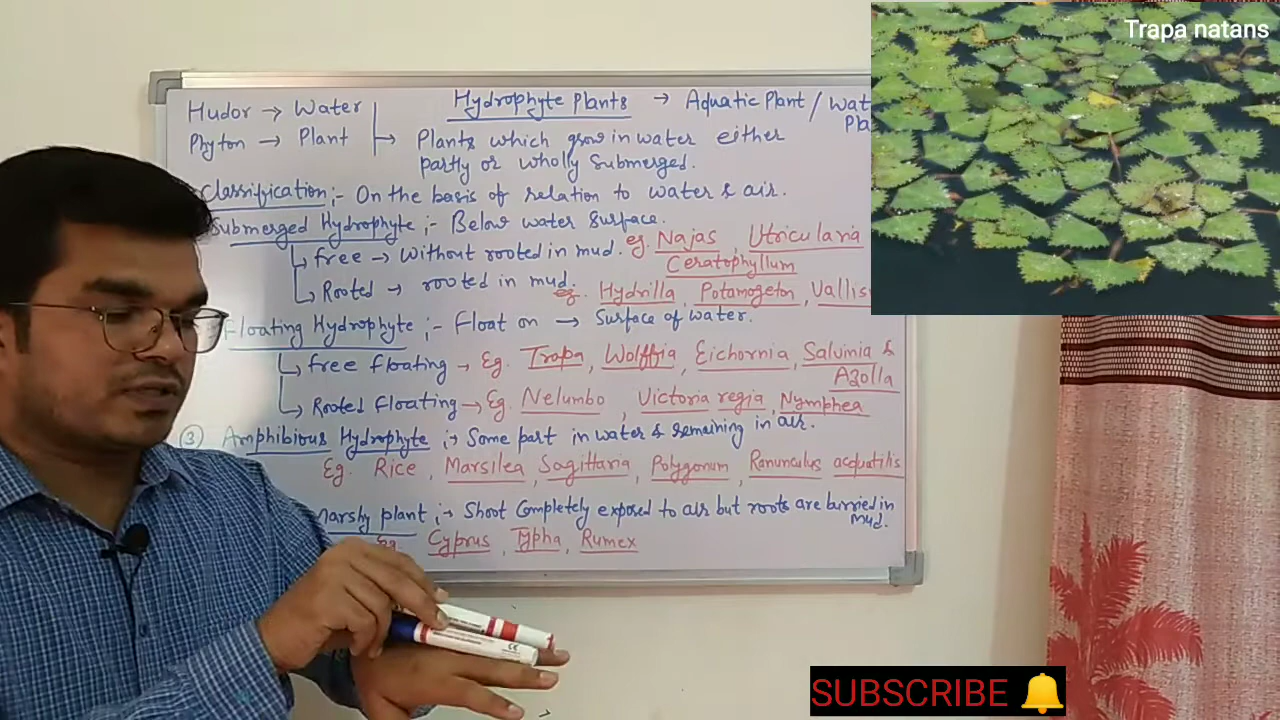 Trapa natans
Hudor → Water
Phyton → Plant
Hydrophyte Plants → Aquatic Plant /
→ Plants which grow in water either
partly or wholly submerged.
Classification :- On the basis of relation to water & air.
Submerged Hydrophyte :- Below water surface.
free → Without rooted in mud. eg. Najas, Utricularia
Ceratophyllum
Rooted → rooted in mud.
eg. Hydrilla, Potamogeton,
Floating Hydrophyte :- Float on → Surface of water.
free floating → Eg. Trapa, Wolffia, Eichornia, Salvinia &
Azolla
Rooted Floating → Eg. Nelumbo, Victoria regia, Nymphea
③ Amphibious Hydrophyte :→ Some part in water & remaining in air.
Eg. Rice, Marsilea, Sagittaria, Polygonum, Ranunculus acquatilis
Marshy plant :→ Shoot Completely exposed to air but roots are burried in
mud.
Eg. Cyprus, Typha, Rumex
SUBSCRIBE